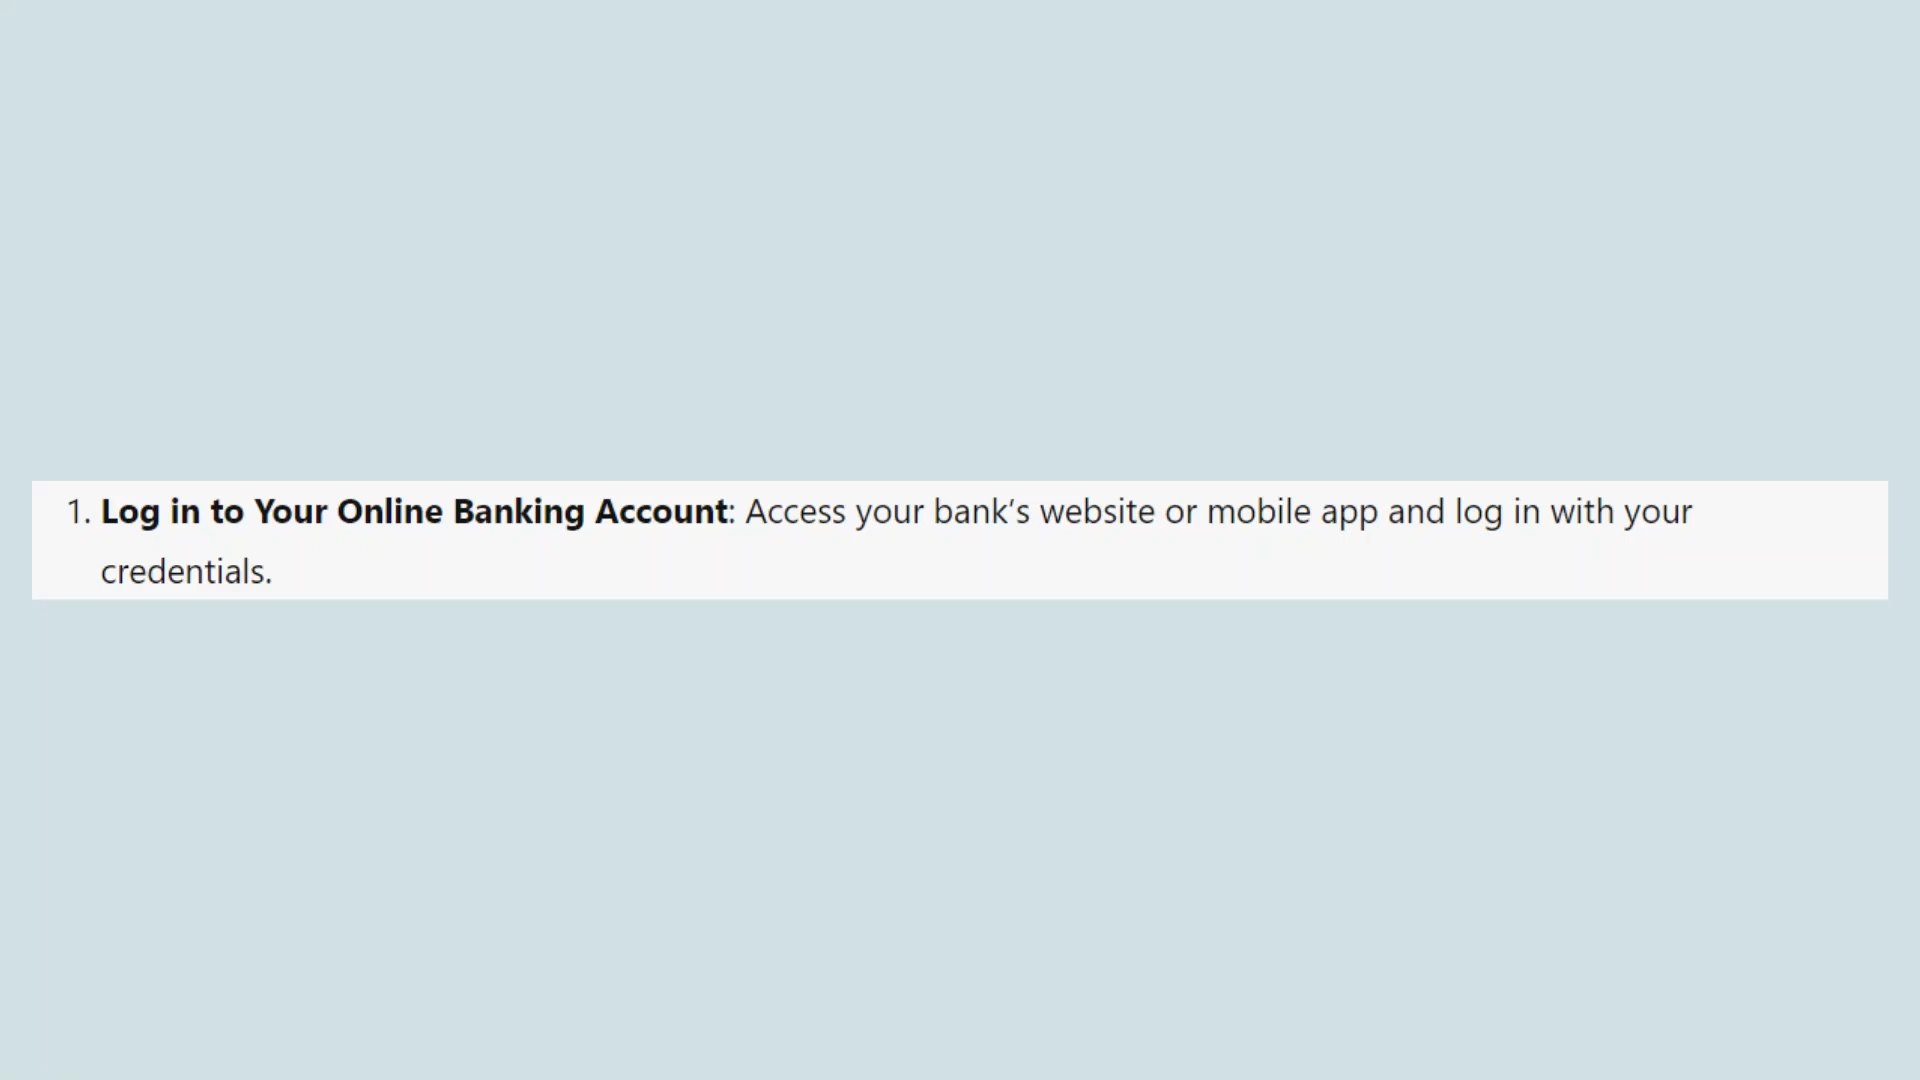 1. Log in to Your Online Banking Account: Access your bank’s website or mobile app and log in with your
credentials.